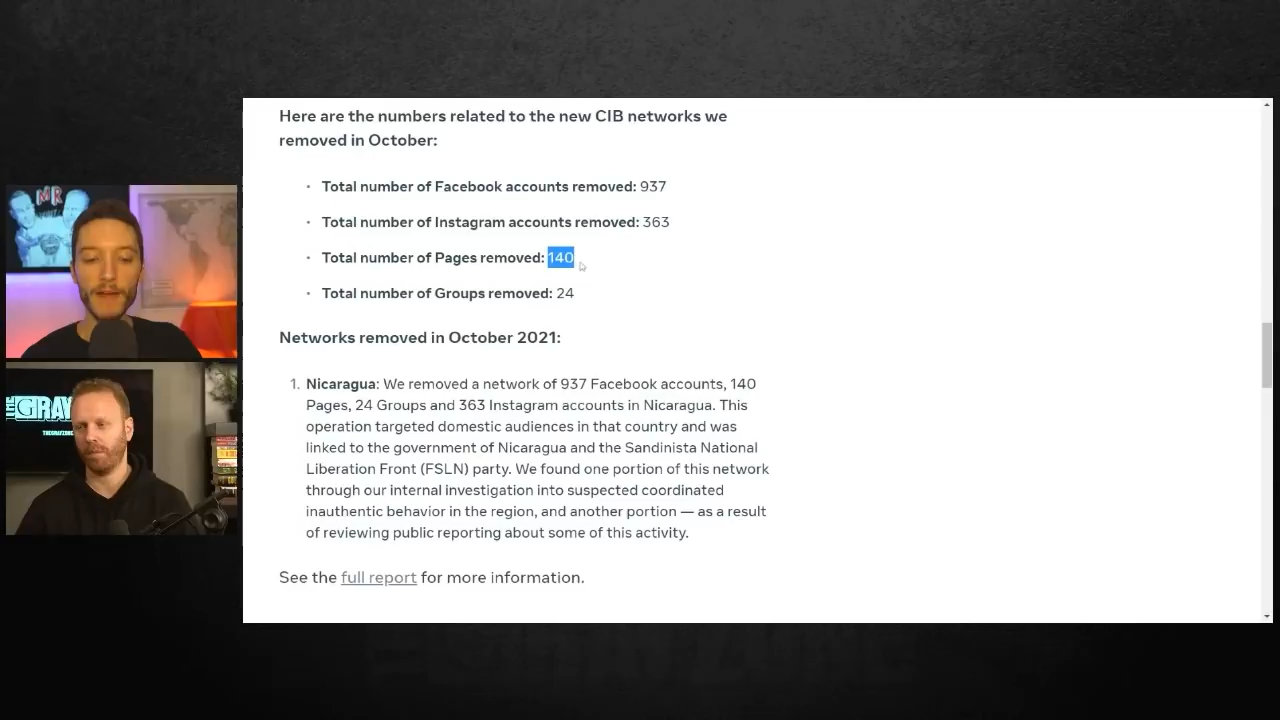 Here are the numbers related to the new CIB networks we
removed in October:
• Total number of Facebook accounts removed: 937
• Total number of Instagram accounts removed: 363
• Total number of Pages removed: 140
• Total number of Groups removed: 24
Networks removed in October 2021:
1. Nicaragua: We removed a network of 937 Facebook accounts, 140
Pages, 24 Groups and 363 Instagram accounts in Nicaragua. This
operation targeted domestic audiences in that country and was
linked to the government of Nicaragua and the Sandinista National
Liberation Front (FSLN) party. We found one portion of this network
through our internal investigation into suspected coordinated
inauthentic behavior in the region, and another portion — as a result
of reviewing public reporting about some of this activity.
See the full report for more information.
MR
THE GRAY